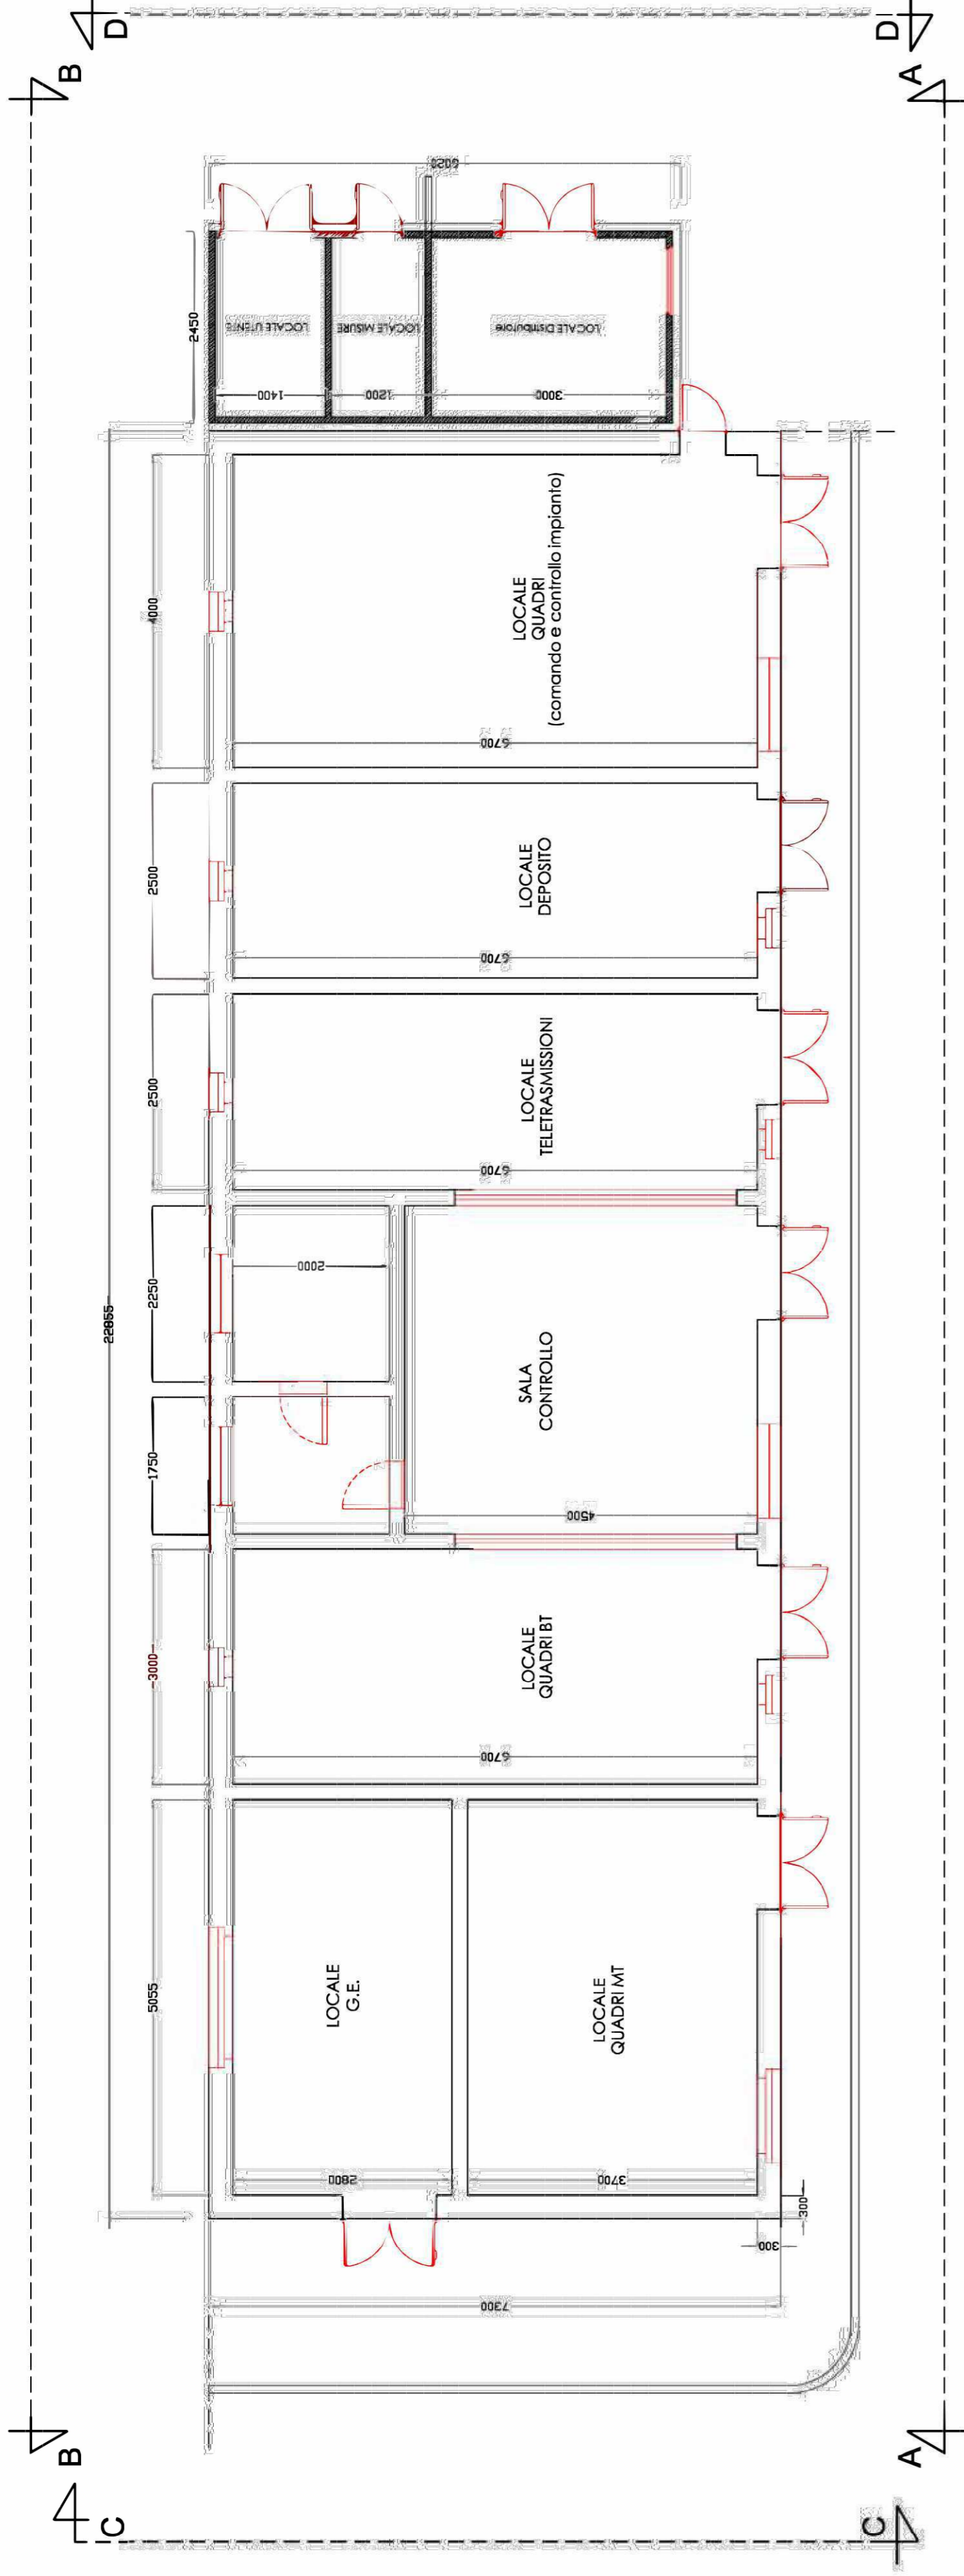 B
D
D
A
6020
2450
LOCALE UTENTE
LOCALE MISURE
LOCALE Distributore
1400
1200
3000
22855
4000
LOCALE
QUADRI
(comando e controllo impianto)
6700
2500
LOCALE
DEPOSITO
6700
2500
LOCALE
TELETRASMISSIONI
6700
2250
2000
1750
SALA
CONTROLLO
4500
3000
LOCALE
QUADRI BT
6700
5055
LOCALE
G.E.
LOCALE
QUADRI MT
2800
3700
300
300
7300
B
C
A
C